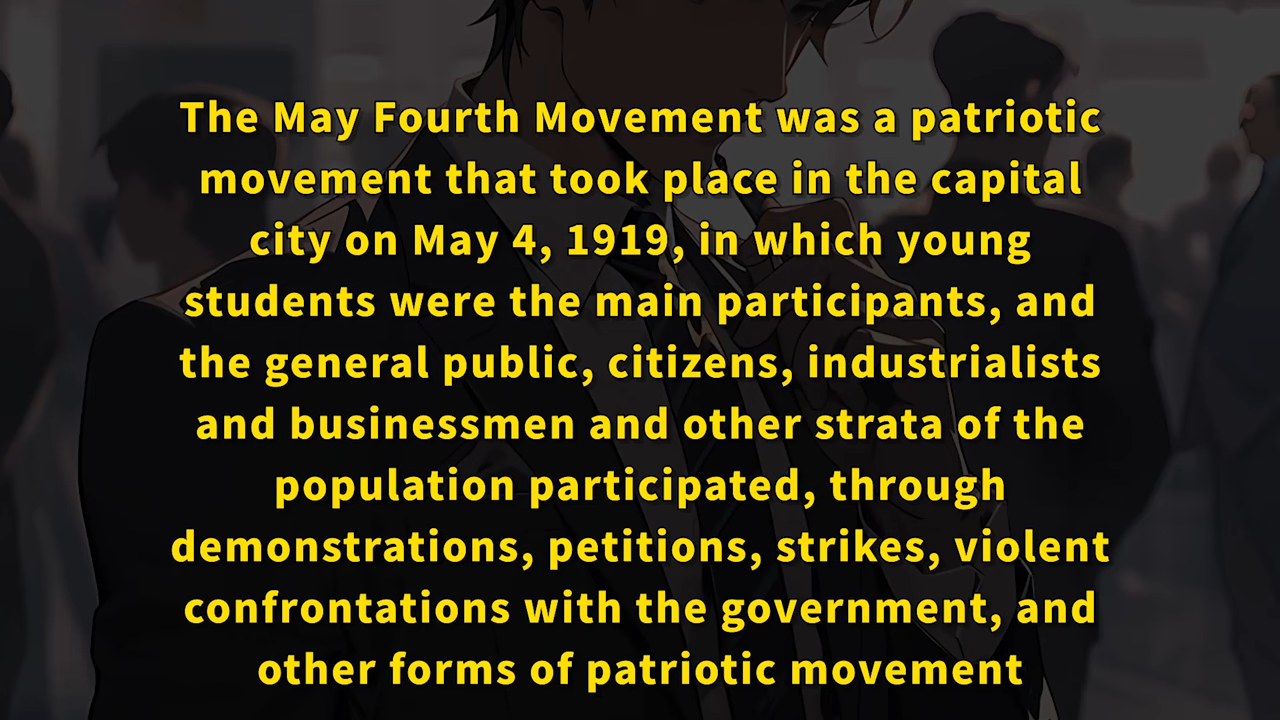 The May Fourth Movement was a patriotic
movement that took place in the capital
city on May 4, 1919, in which young
students were the main participants, and
the general public, citizens, industrialists
and businessmen and other strata of the
population participated, through
demonstrations, petitions, strikes, violent
confrontations with the government, and
other forms of patriotic movement